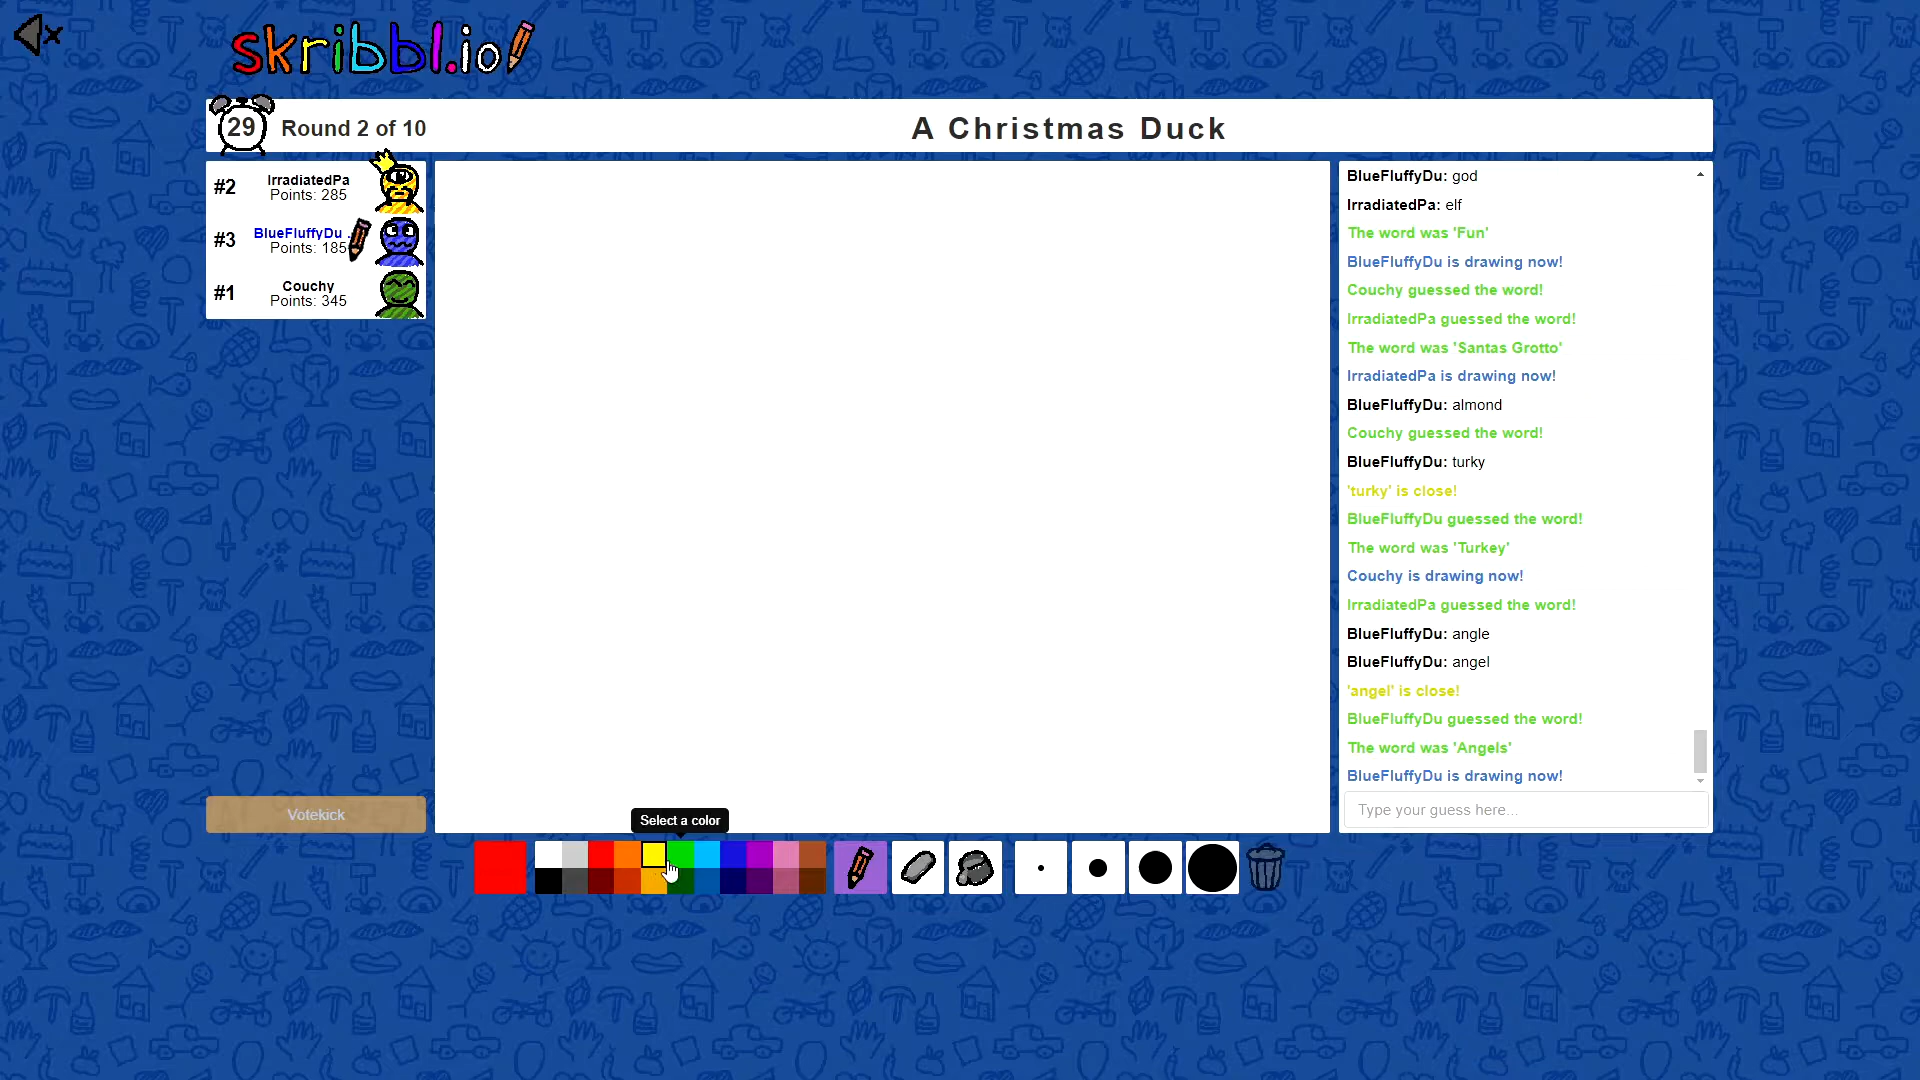 skribbl.io
29
Round 2 of 10
A Christmas Duck
#2
IrradiatedPa
Points: 285
#3
BlueFluffyDu .
Points: 185
#1
Couchy
Points: 345
Votekick
BlueFluffyDu: god
IrradiatedPa: elf
The word was 'Fun'
BlueFluffyDu is drawing now!
Couchy guessed the word!
IrradiatedPa guessed the word!
The word was 'Santas Grotto'
IrradiatedPa is drawing now!
BlueFluffyDu: almond
Couchy guessed the word!
BlueFluffyDu: turky
'turky' is close!
BlueFluffyDu guessed the word!
The word was 'Turkey'
Couchy is drawing now!
IrradiatedPa guessed the word!
BlueFluffyDu: angle
BlueFluffyDu: angel
'angel' is close!
BlueFluffyDu guessed the word!
The word was 'Angels'
BlueFluffyDu is drawing now!
Type your guess here...
Select a color